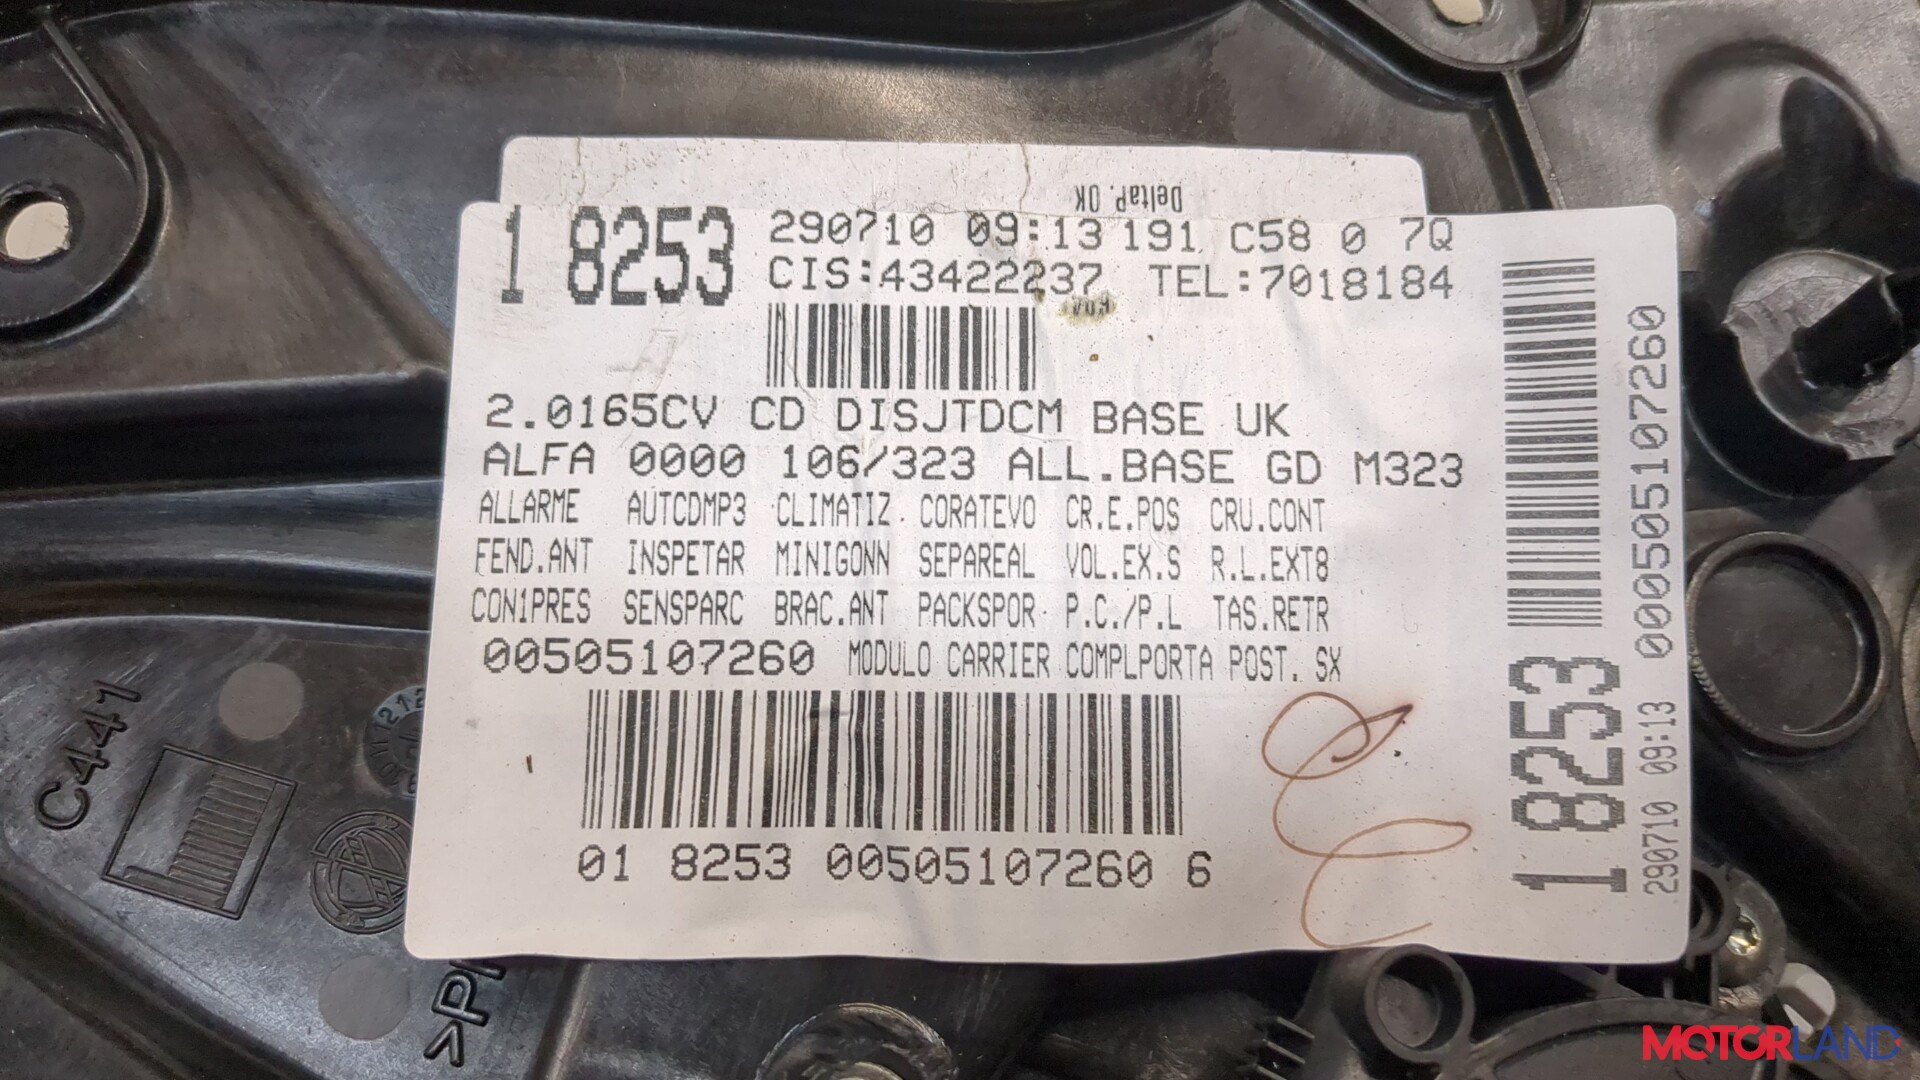 DeltaP. OK
1 8253
290710 09:13 191 C58 0 7Q
CIS:43422237 TEL:7018184
2.0165CV CD DISJTDCM BASE UK
ALFA 0000 106/323 ALL.BASE GD M323
ALLARME AUTCDMP3 CLIMATIZ CORATEVO CR.E.POS CRU.CONT
FEND.ANT INSPETAR MINIGONN SEPAREAL VOL.EX.S R.L.EXT8
CON1PRES SENSPARC BRAC.ANT PACKSPOR P.C./P.L TAS.RETR
00505107260 MODULO CARRIER COMPLPORTA POST. SX
01 8253 00505107260 6
1 8253
290710 09:13 000505107260
C441
>P
MOTORLAND